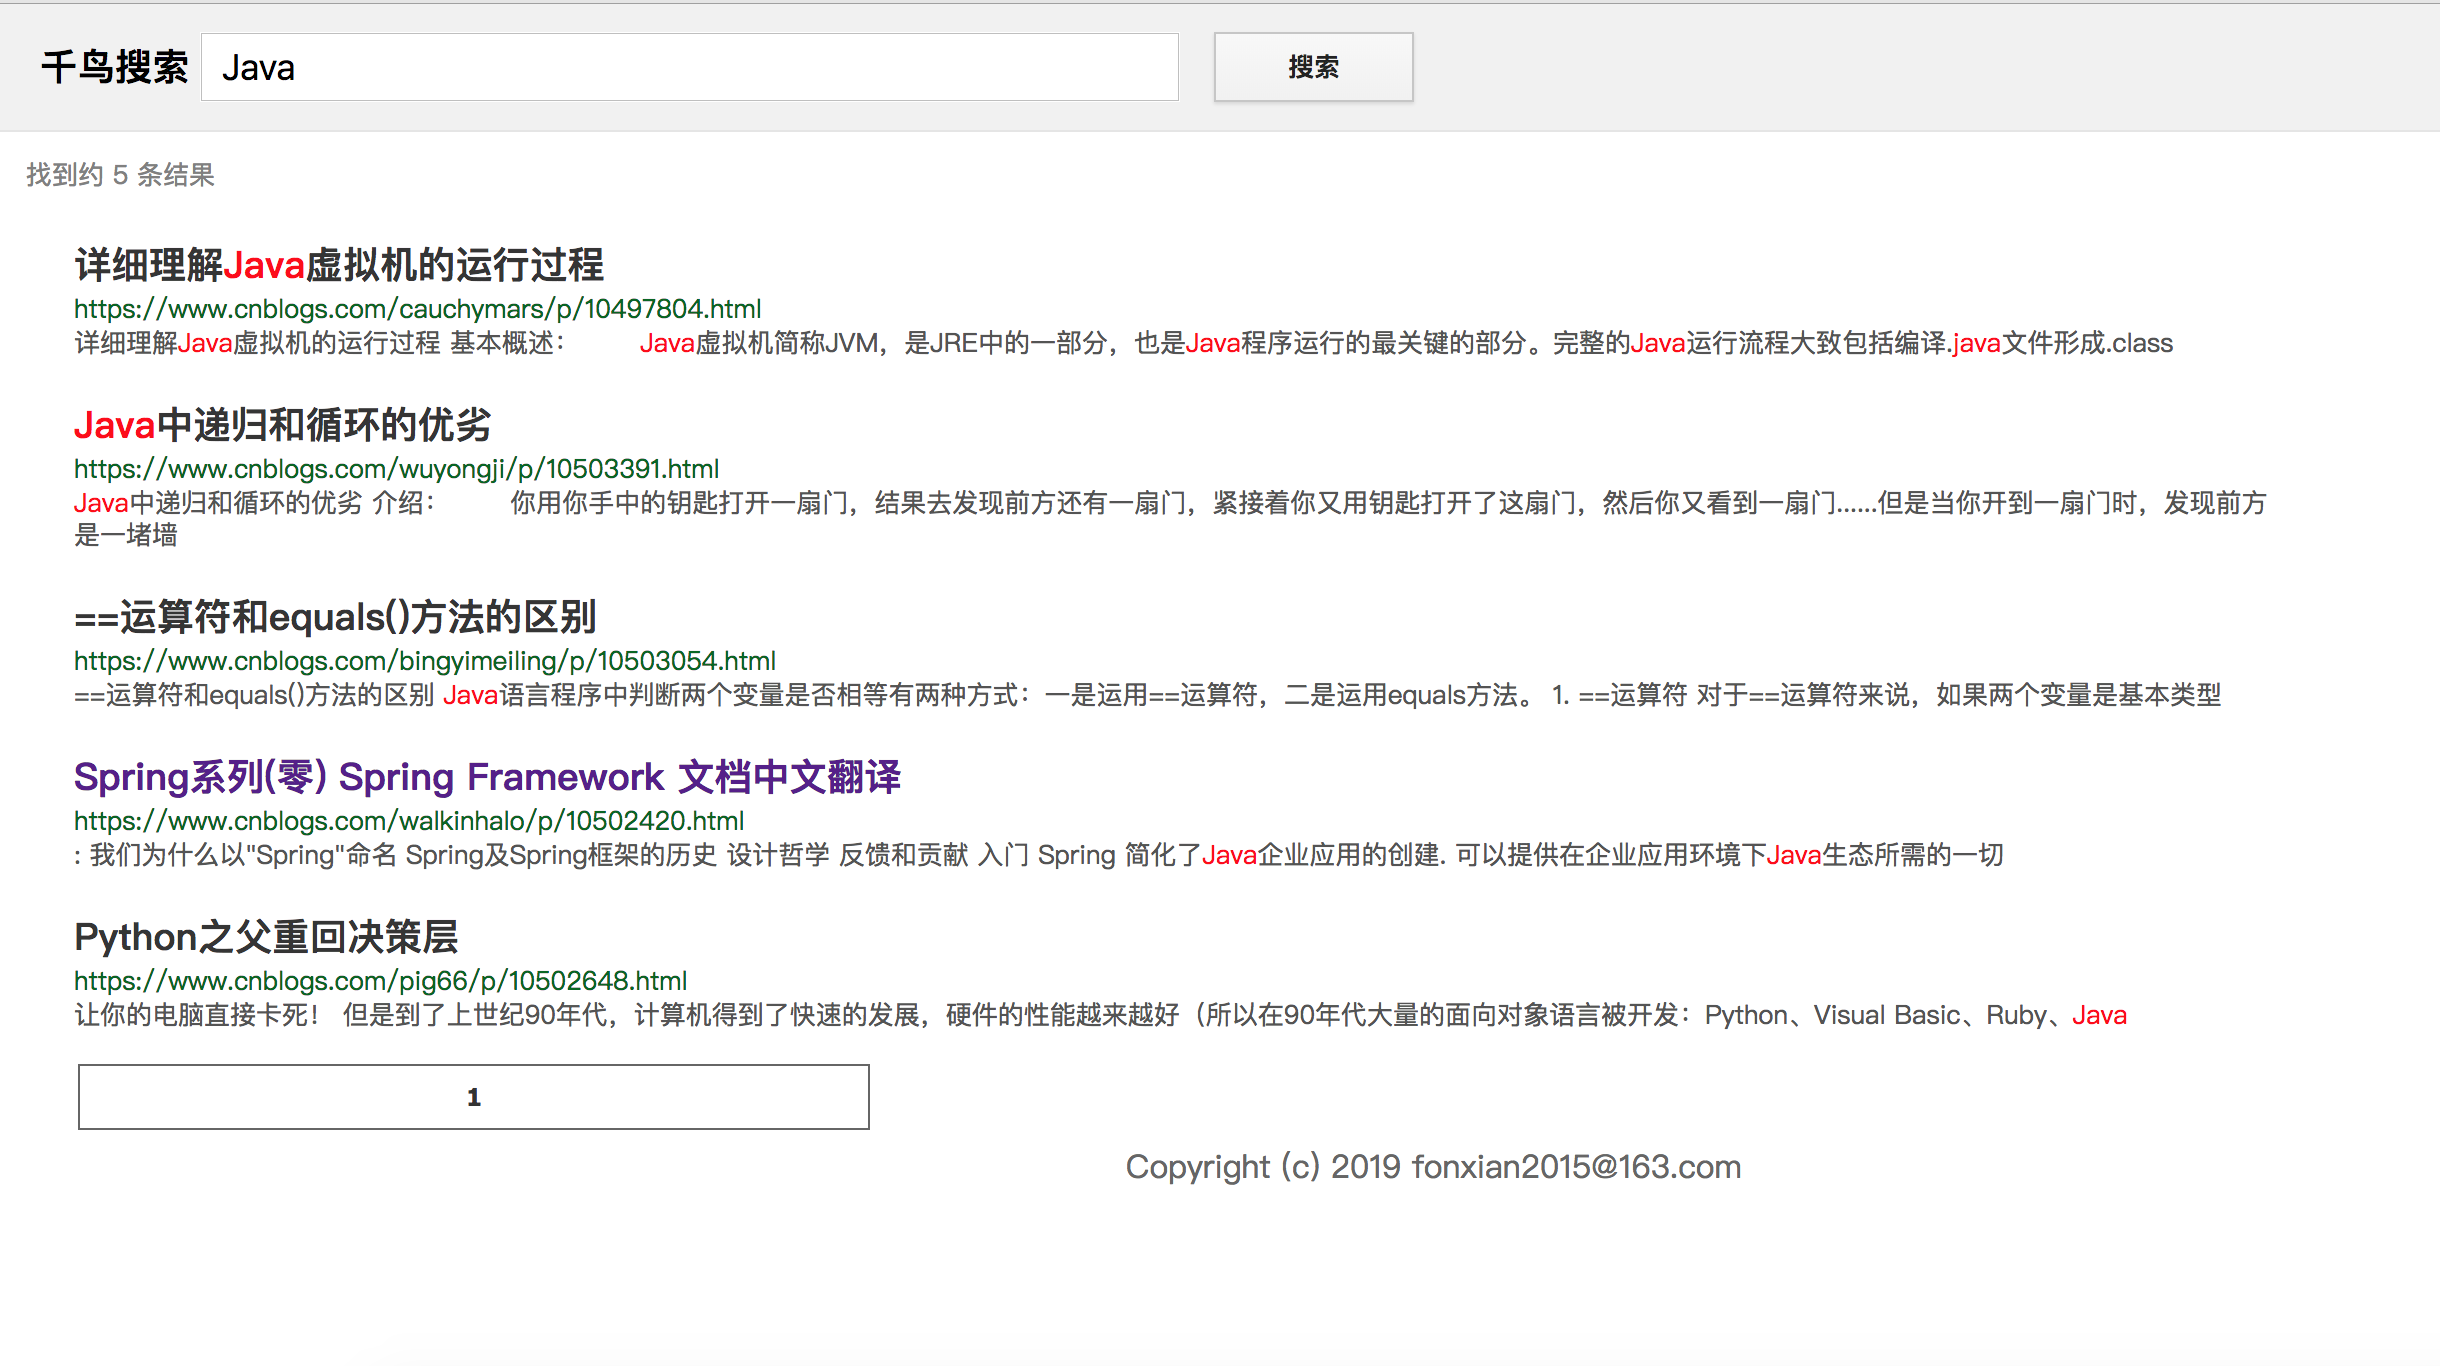 千鸟搜索 Java 搜索
找到约 5 条结果
详细理解Java虚拟机的运行过程
https://www.cnblogs.com/cauchymars/p/10497804.html
详细理解Java虚拟机的运行过程 基本概述： Java虚拟机简称JVM，是JRE中的一部分，也是Java程序运行的最关键的部分。完整的Java运行流程大致包括编译.java文件形成.class
Java中递归和循环的优劣
https://www.cnblogs.com/wuyongji/p/10503391.html
Java中递归和循环的优劣 介绍： 你用你手中的钥匙打开一扇门，结果去发现前方还有一扇门，紧接着你又用钥匙打开了这扇门，然后你又看到一扇门......但是当你开到一扇门时，发现前方
是一堵墙
==运算符和equals()方法的区别
https://www.cnblogs.com/bingyimeiling/p/10503054.html
==运算符和equals()方法的区别 Java语言程序中判断两个变量是否相等有两种方式：一是运用==运算符，二是运用equals方法。 1. ==运算符 对于==运算符来说，如果两个变量是基本类型
Spring系列(零) Spring Framework 文档中文翻译
https://www.cnblogs.com/walkinhalo/p/10502420.html
: 我们为什么以"Spring"命名 Spring及Spring框架的历史 设计哲学 反馈和贡献 入门 Spring 简化了Java企业应用的创建. 可以提供在企业应用环境下Java生态所需的一切
Python之父重回决策层
https://www.cnblogs.com/pig66/p/10502648.html
让你的电脑直接卡死！ 但是到了上世纪90年代，计算机得到了快速的发展，硬件的性能越来越好（所以在90年代大量的面向对象语言被开发：Python、Visual Basic、Ruby、Java
1
Copyright (c) 2019 fonxian2015@163.com